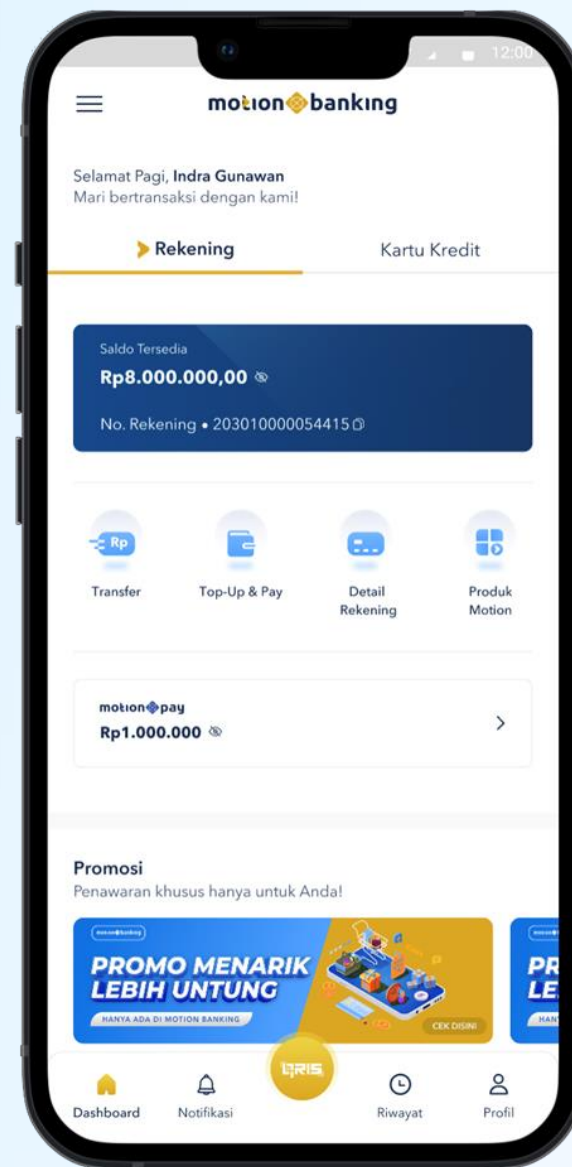 12:00
motion banking
Selamat Pagi, Indra Gunawan
Mari bertransaksi dengan kami!
Rekening
Kartu Kredit
Saldo Tersedia
Rp8.000.000,00
No. Rekening • 203010000054415
Rp
Transfer
Top-Up & Pay
Detail
Rekening
Produk
Motion
motion pay
Rp1.000.000
Promosi
Penawaran khusus hanya untuk Anda!
motion banking
PROMO MENARIK
LEBIH UNTUNG
HANYA ADA DI MOTION BANKING
CEK DISINI
PR
LE
HAN
QRIS
Dashboard
Notifikasi
Riwayat
Profil